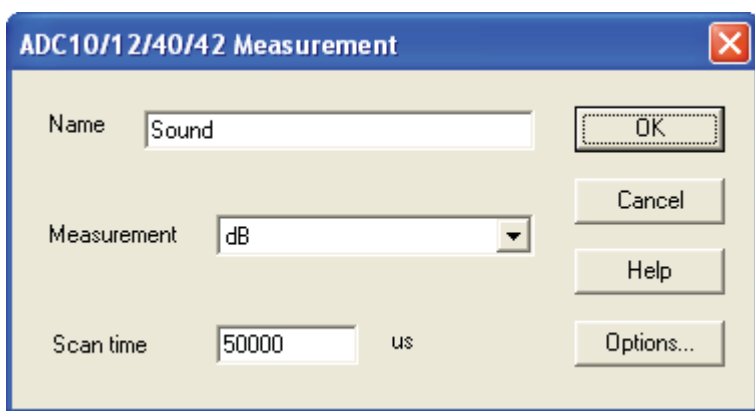 ADC10/12/40/42 Measurement
Name Sound OK
Cancel
Measurement dB
Help
Scan time 50000 us Options...